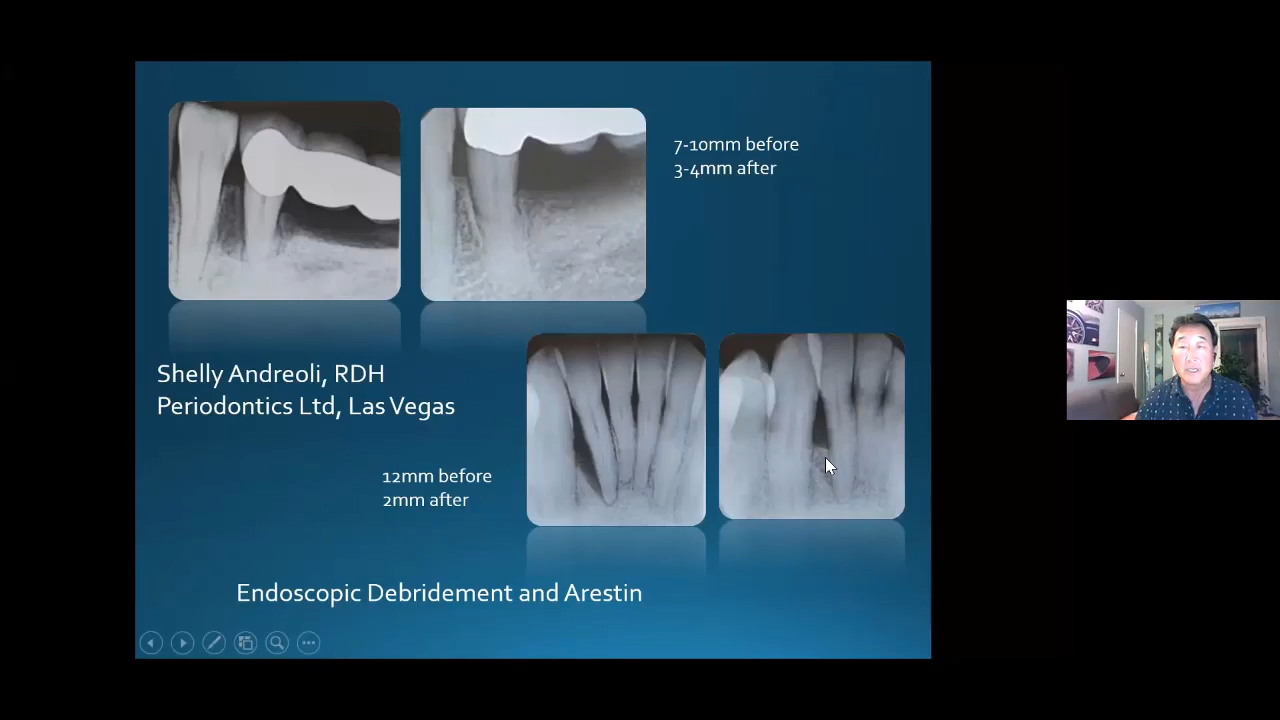 7-10mm before
3-4mm after
Shelly Andreoli, RDH
Periodontics Ltd, Las Vegas
12mm before
2mm after
Endoscopic Debridement and Arestin